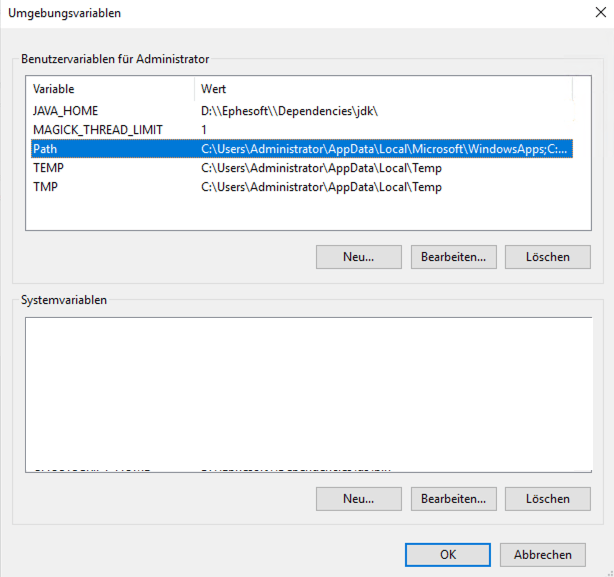 Umgebungsvariablen
Benutzervariablen für Administrator
Variable Wert
JAVA_HOME D:\\Ephesoft\\Dependencies\jdk\
MAGICK_THREAD_LIMIT 1
Path C:\Users\Administrator\AppData\Local\Microsoft\WindowsApps;C:...
TEMP C:\Users\Administrator\AppData\Local\Temp
TMP C:\Users\Administrator\AppData\Local\Temp
Neu... Bearbeiten... Löschen
Systemvariablen
Neu... Bearbeiten... Löschen
OK Abbrechen